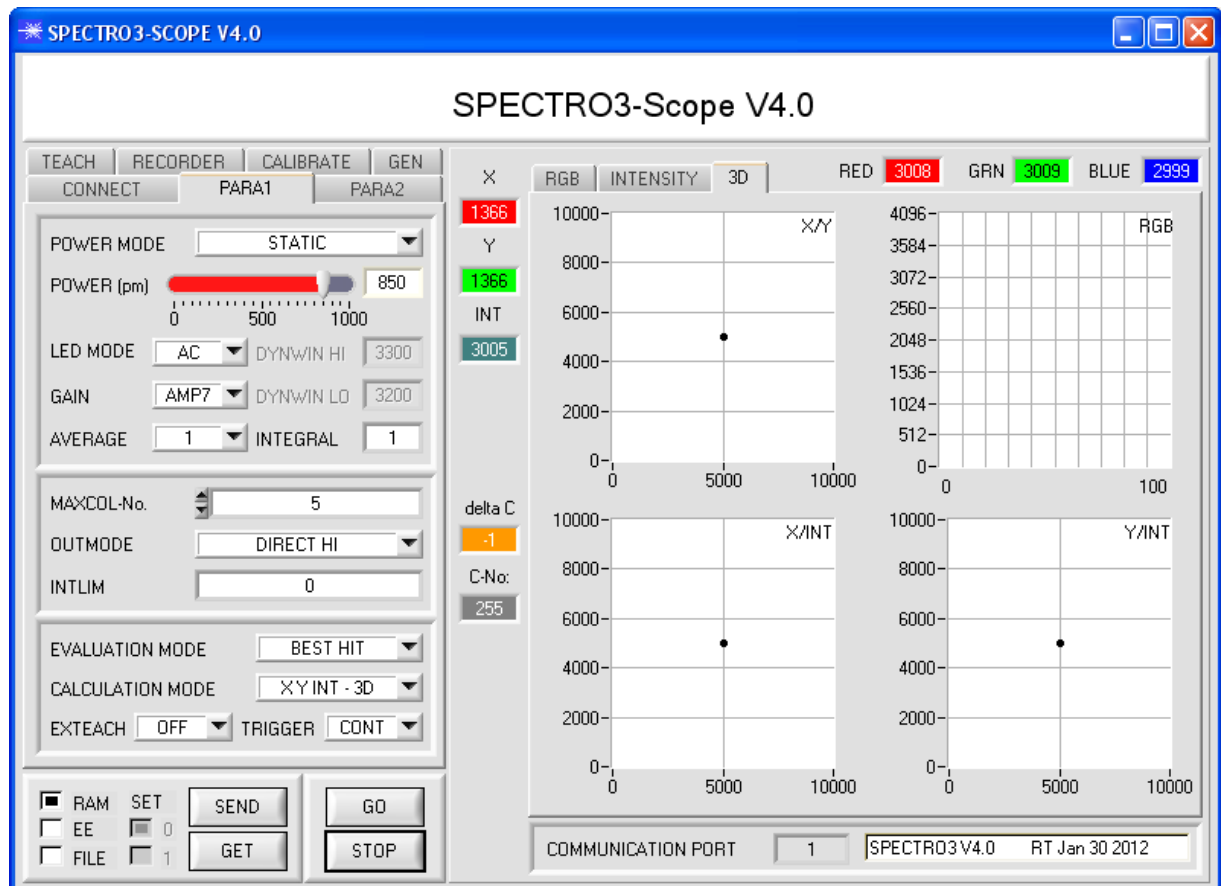 SPECTRO3-SCOPE V4.0
SPECTRO3-Scope V4.0
TEACH RECORDER CALIBRATE GEN
CONNECT PARA1 PARA2
POWER MODE STATIC
POWER (pm) 850
0 500 1000
LED MODE AC DYNWIN HI 3300
GAIN AMP7 DYNWIN LO 3200
AVERAGE 1 INTEGRAL 1
MAXCOL-No. 5
OUTMODE DIRECT HI
INTLIM 0
EVALUATION MODE BEST HIT
CALCULATION MODE X Y INT - 3D
EXTEACH OFF TRIGGER CONT
RAM SET SEND GO
EE 0
FILE 1 GET STOP
X
1366
Y
1366
INT
3005
delta C
-1
C-No:
255
RGB INTENSITY 3D RED 3008 GRN 3009 BLUE 2999
X/Y
10000
8000
6000
4000
2000
0
0 5000 10000
RGB
4096
3584
3072
2560
2048
1536
1024
512
0
0 100
X/INT
10000
8000
6000
4000
2000
0
0 5000 10000
Y/INT
10000
8000
6000
4000
2000
0
0 5000 10000
COMMUNICATION PORT 1 SPECTRO3 V4.0 RT Jan 30 2012